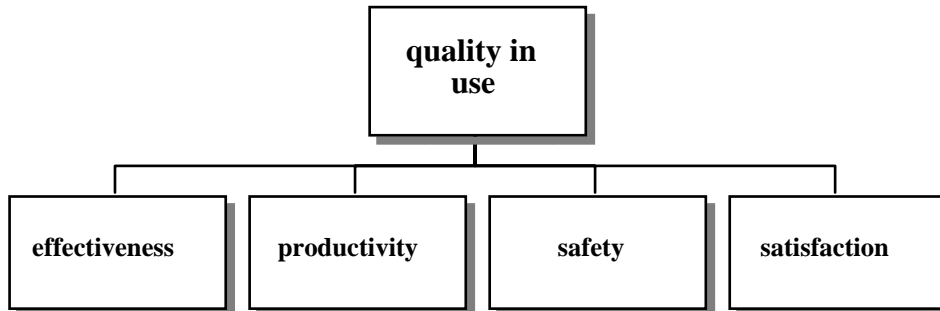 quality in
use
effectiveness
productivity
safety
satisfaction